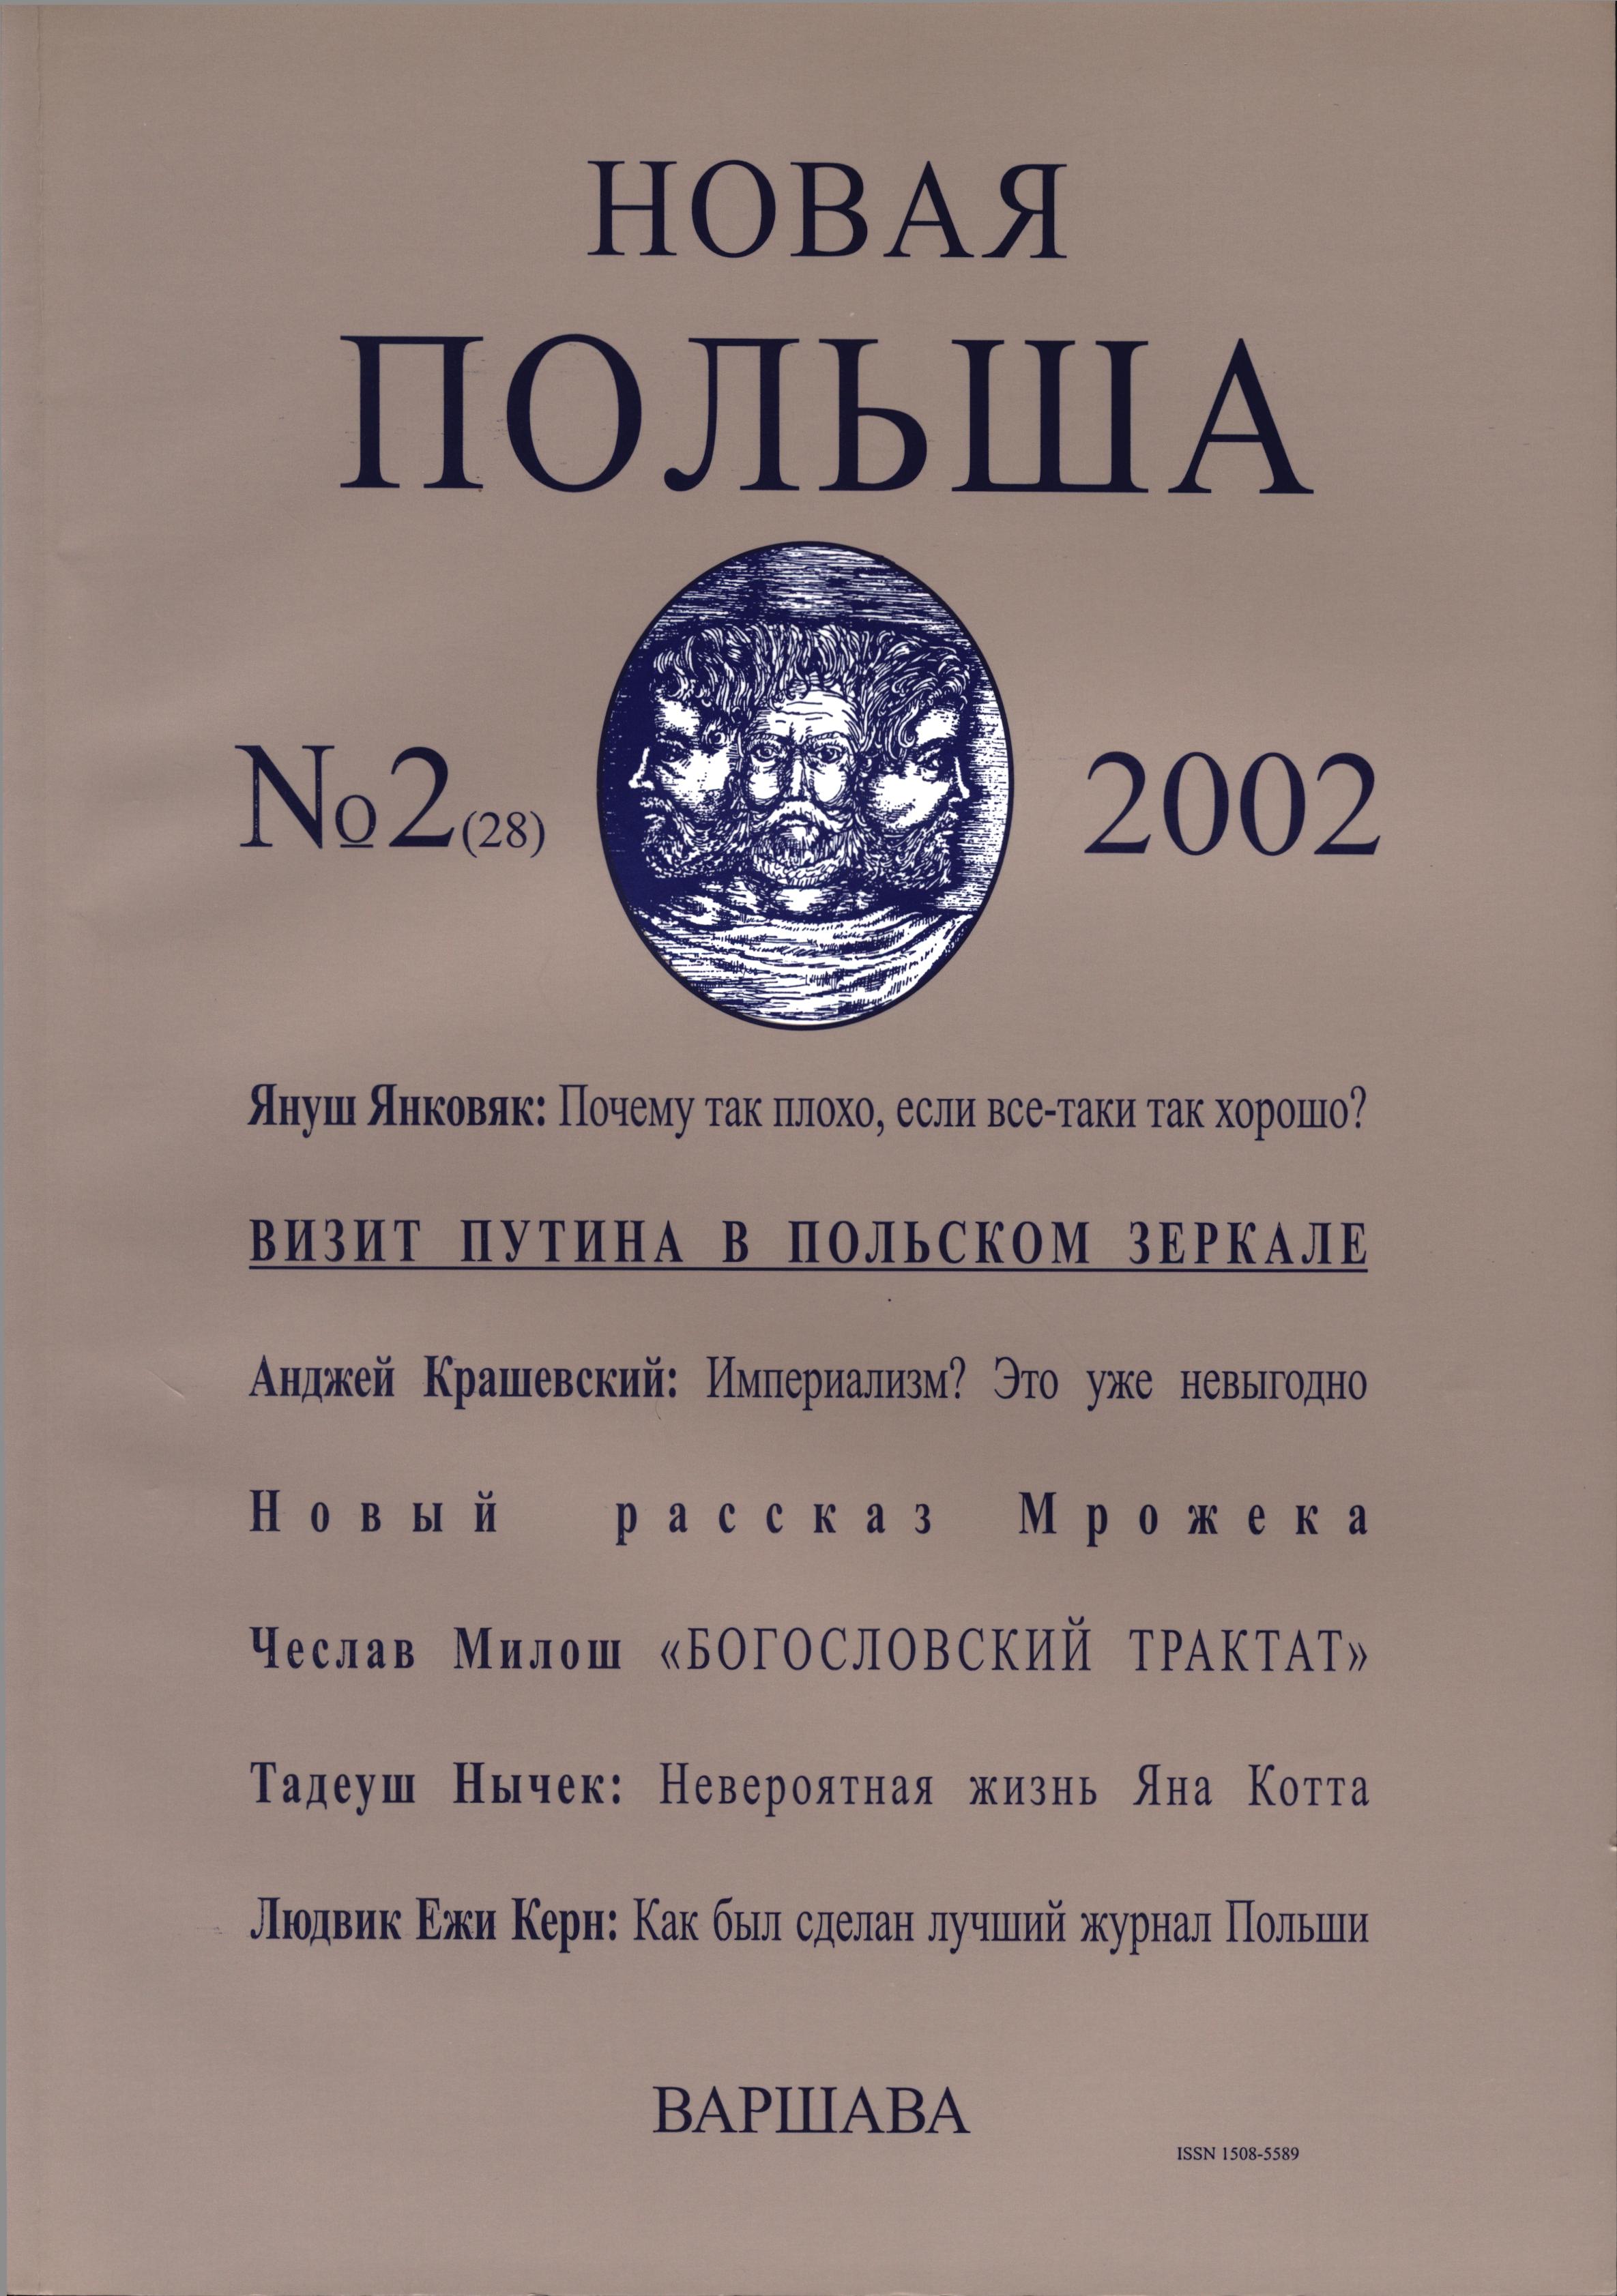 НОВАЯ
ПОЛЬША
№2(28)
2002
Януш Янковяк: Почему так плохо, если все-таки так хорошо?
ВИЗИТ ПУТИНА В ПОЛЬСКОМ ЗЕРКАЛЕ
Анджей Крашевский: Империализм? Это уже невыгодно
Новый рассказ Мрожека
Чеслав Милош «БОГОСЛОВСКИЙ ТРАКТАТ»
Тадеуш Нычек: Невероятная жизнь Яна Котта
Людвик Ежи Керн: Как был сделан лучший журнал Польши
ВАРШАВА
ISSN 1508-5589